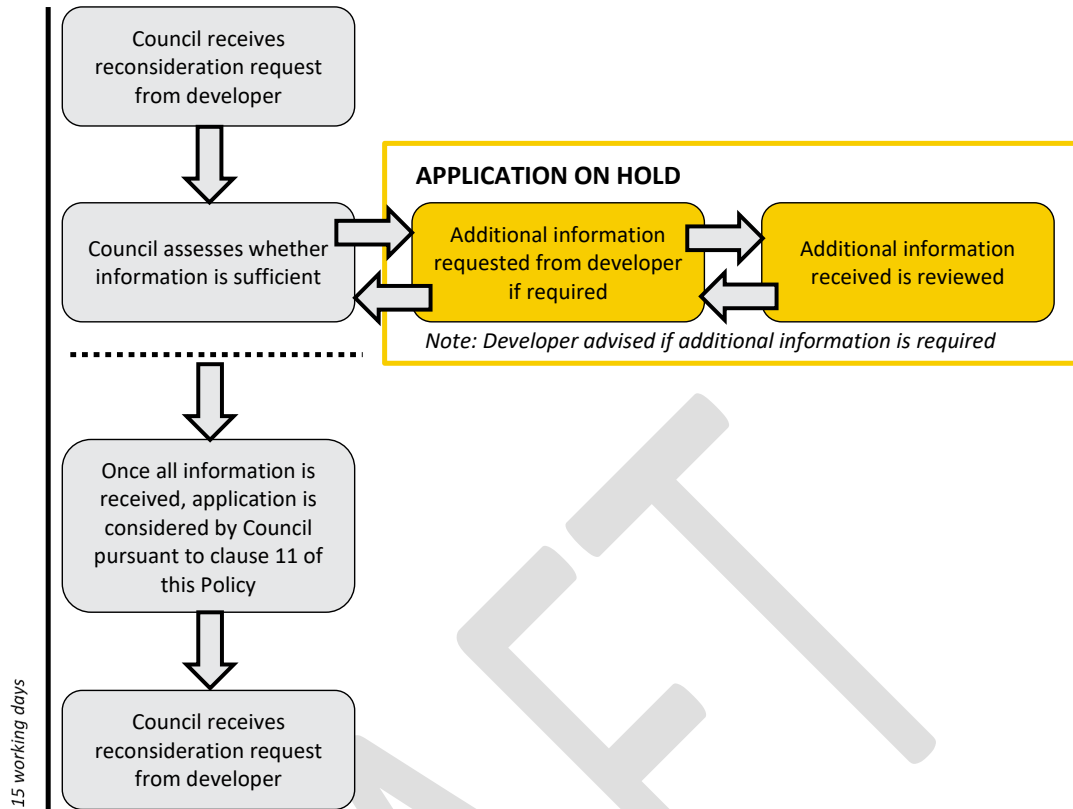 Council receives
reconsideration request
from developer
APPLICATION ON HOLD
Council assesses whether
information is sufficient
Additional information
requested from developer
if required
Additional information
received is reviewed
Note: Developer advised if additional information is required
Once all information is
received, application is
considered by Council
pursuant to clause 11 of
this Policy
Council receives
reconsideration request
from developer
15 working days
AFT